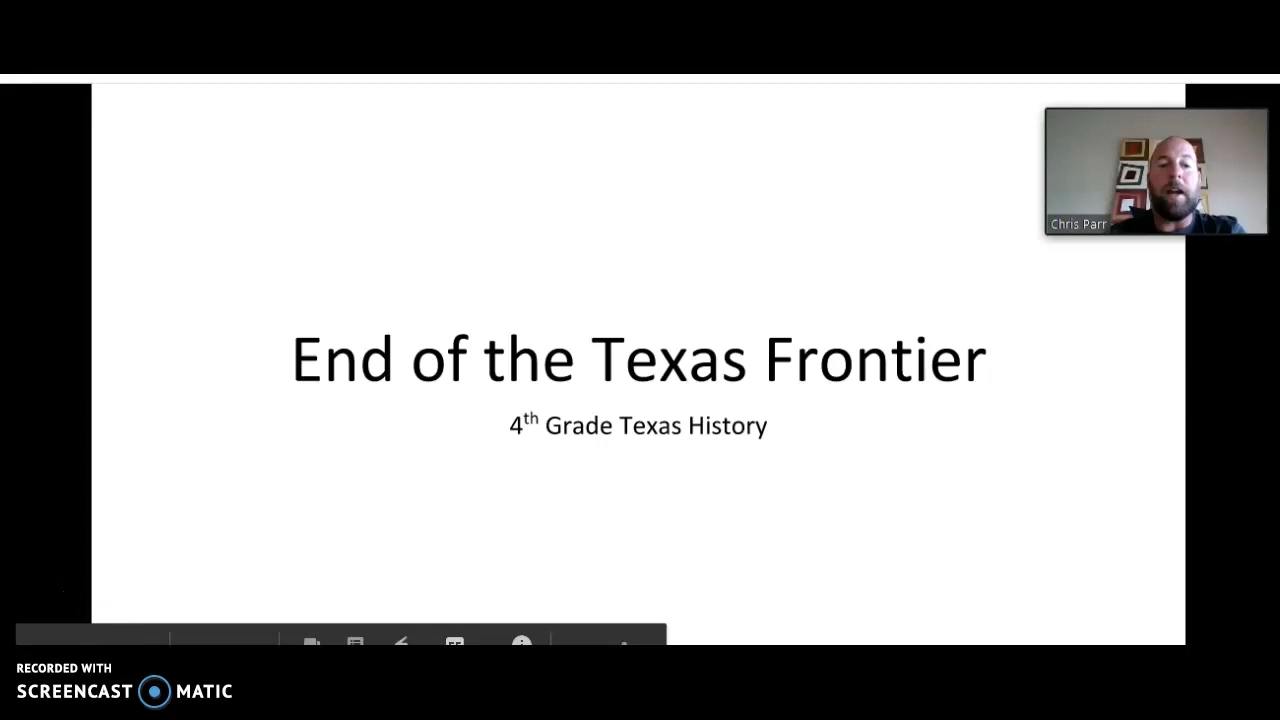 Chris Parr
End of the Texas Frontier
4th Grade Texas History
RECORDED WITH
SCREENCAST MATIC